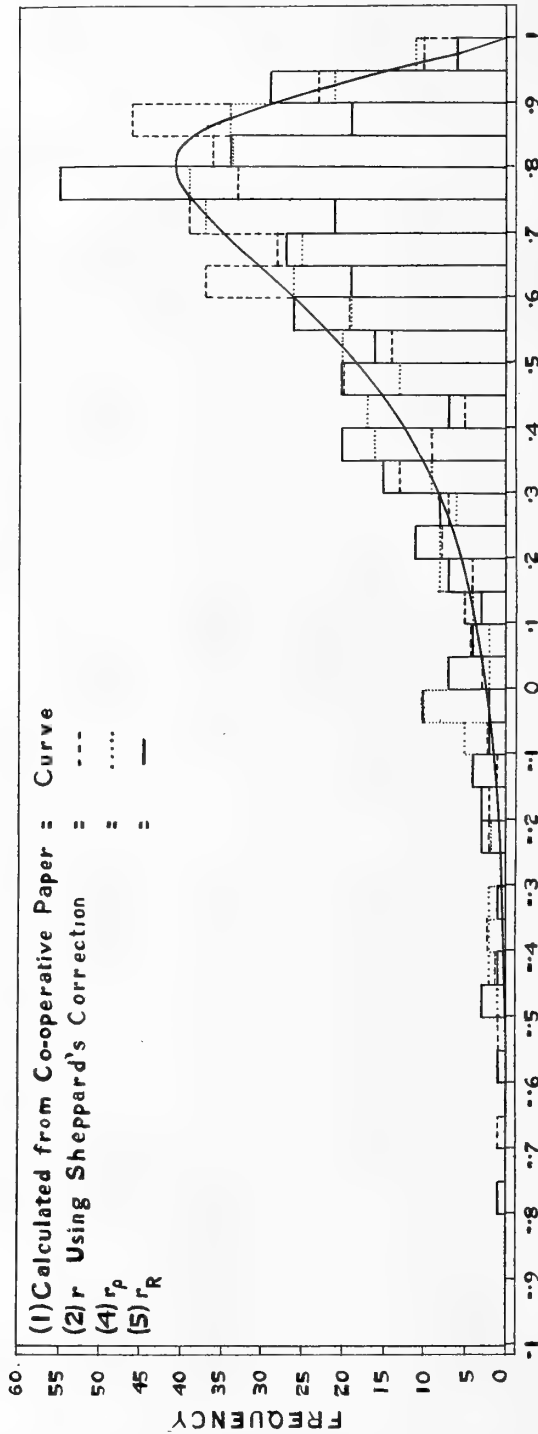 (1) Calculated from Co-operative Paper = Curve
(2) r Using Sheppard's Correction = ---
(4) rρ = ......
(5) rR = —
FREQUENCY
60
55
50
45
40
35
30
25
20
15
10
5
0
-1 -·9 -·8 -·7 -·6 -·5 -·4 -·3 -·2 -·1 0 ·1 ·2 ·3 ·4 ·5 ·6 ·7 ·8 ·9 1